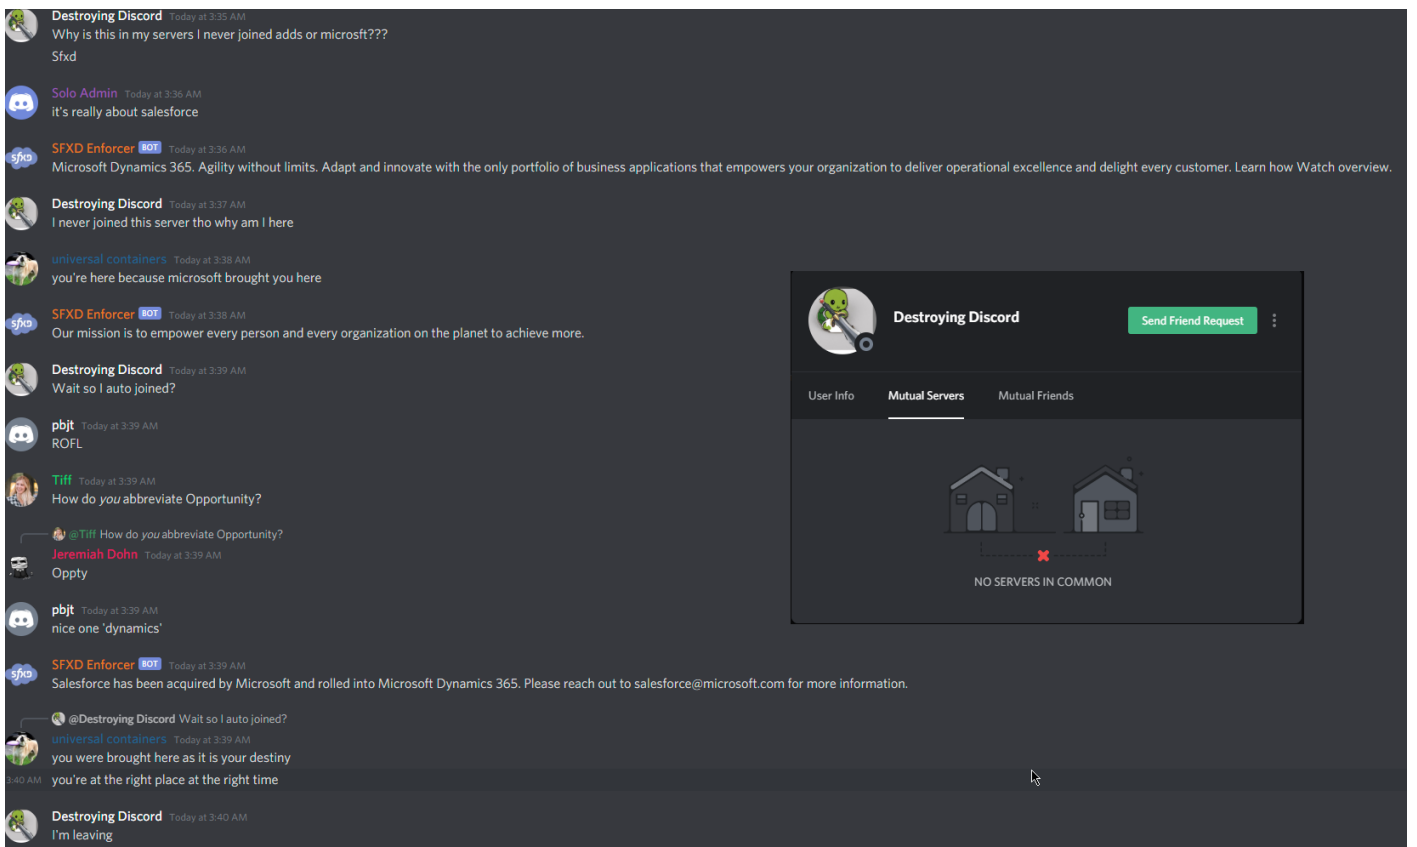 Destroying Discord Today at 3:35 AM
Why is this in my servers I never joined adds or microsft???
Sfxd
Solo Admin Today at 3:36 AM
it's really about salesforce
sfxd
SFXD Enforcer BOT Today at 3:36 AM
Microsoft Dynamics 365. Agility without limits. Adapt and innovate with the only portfolio of business applications that empowers your organization to deliver operational excellence and delight every customer. Learn how Watch overview.
Destroying Discord Today at 3:37 AM
I never joined this server tho why am I here
universal containers Today at 3:38 AM
you're here because microsoft brought you here
sfxd
SFXD Enforcer BOT Today at 3:38 AM
Our mission is to empower every person and every organization on the planet to achieve more.
Destroying Discord Today at 3:39 AM
Wait so I auto joined?
pbjt Today at 3:39 AM
ROFL
Tiff Today at 3:39 AM
How do you abbreviate Opportunity?
@Tiff How do you abbreviate Opportunity?
Jeremiah Dohn Today at 3:39 AM
Oppty
pbjt Today at 3:39 AM
nice one 'dynamics'
sfxd
SFXD Enforcer BOT Today at 3:39 AM
Salesforce has been acquired by Microsoft and rolled into Microsoft Dynamics 365. Please reach out to salesforce@microsoft.com for more information.
@Destroying Discord Wait so I auto joined?
universal containers Today at 3:39 AM
you were brought here as it is your destiny
3:40 AM you're at the right place at the right time
Destroying Discord Today at 3:40 AM
I'm leaving
Destroying Discord
Send Friend Request
User Info Mutual Servers Mutual Friends
NO SERVERS IN COMMON